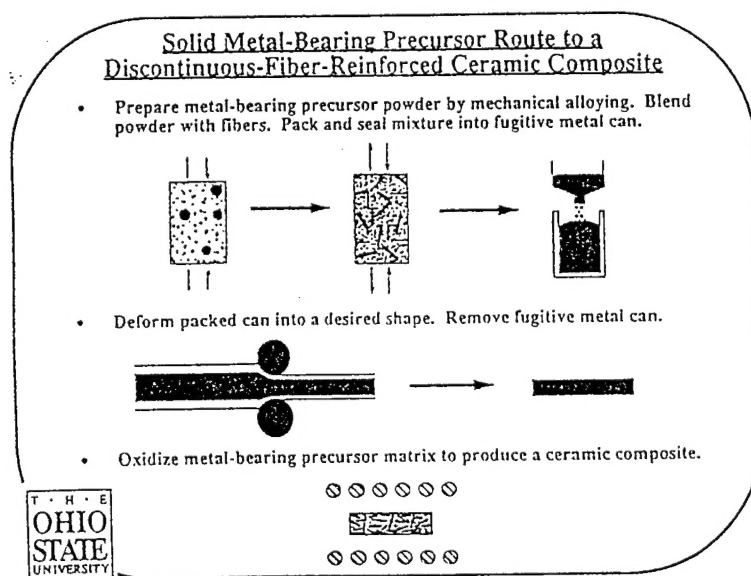 Solid Metal-Bearing Precursor Route to a
Discontinuous-Fiber-Reinforced Ceramic Composite
• Prepare metal-bearing precursor powder by mechanical alloying. Blend
powder with fibers. Pack and seal mixture into fugitive metal can.
• Deform packed can into a desired shape. Remove fugitive metal can.
• Oxidize metal-bearing precursor matrix to produce a ceramic composite.
T · H · E
OHIO
STATE
UNIVERSITY